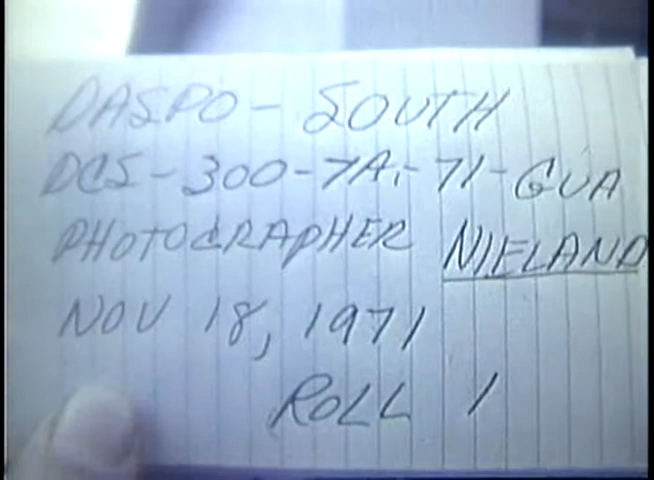 DASPO - SOUTH
DCS - 300 - 7A. - 71 - GUA
PHOTOGRAPHER NIELAND
NOV 18, 1971
ROLL 1